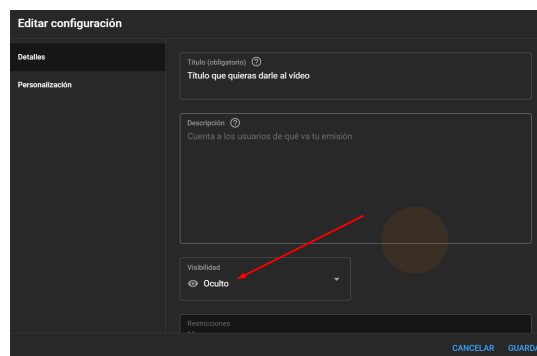 Editar configuración
Detalles
Personalización
Título (obligatorio)
Título que quieras darle al vídeo
Descripción
Cuenta a los usuarios de qué va tu emisión
Visibilidad
Oculto
Restricciones
CANCELAR GUARDA